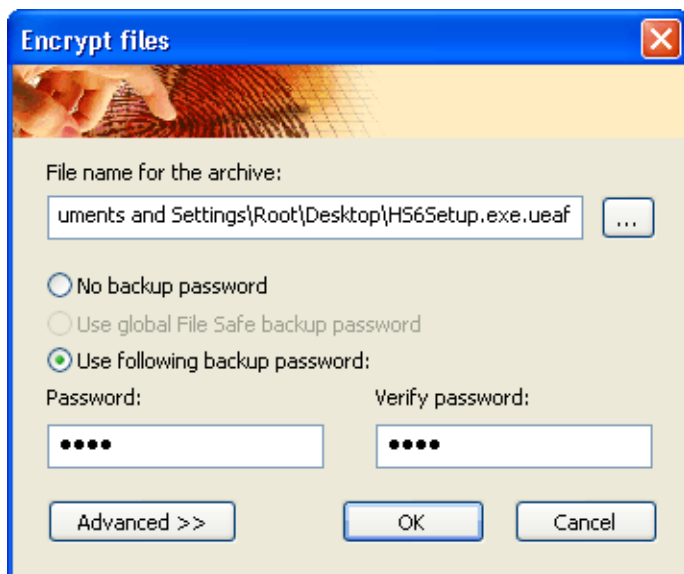 Encrypt files
File name for the archive:
uments and Settings\Root\Desktop\HS6Setup.exe.ueaf
...
No backup password
Use global File Safe backup password
Use following backup password:
Password: Verify password:
•••• ••••
Advanced >> OK Cancel